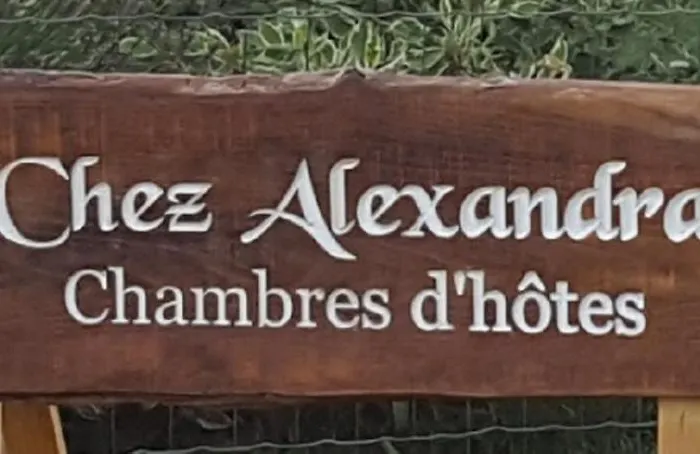 Chez Alexandra
Chambres d'hôtes